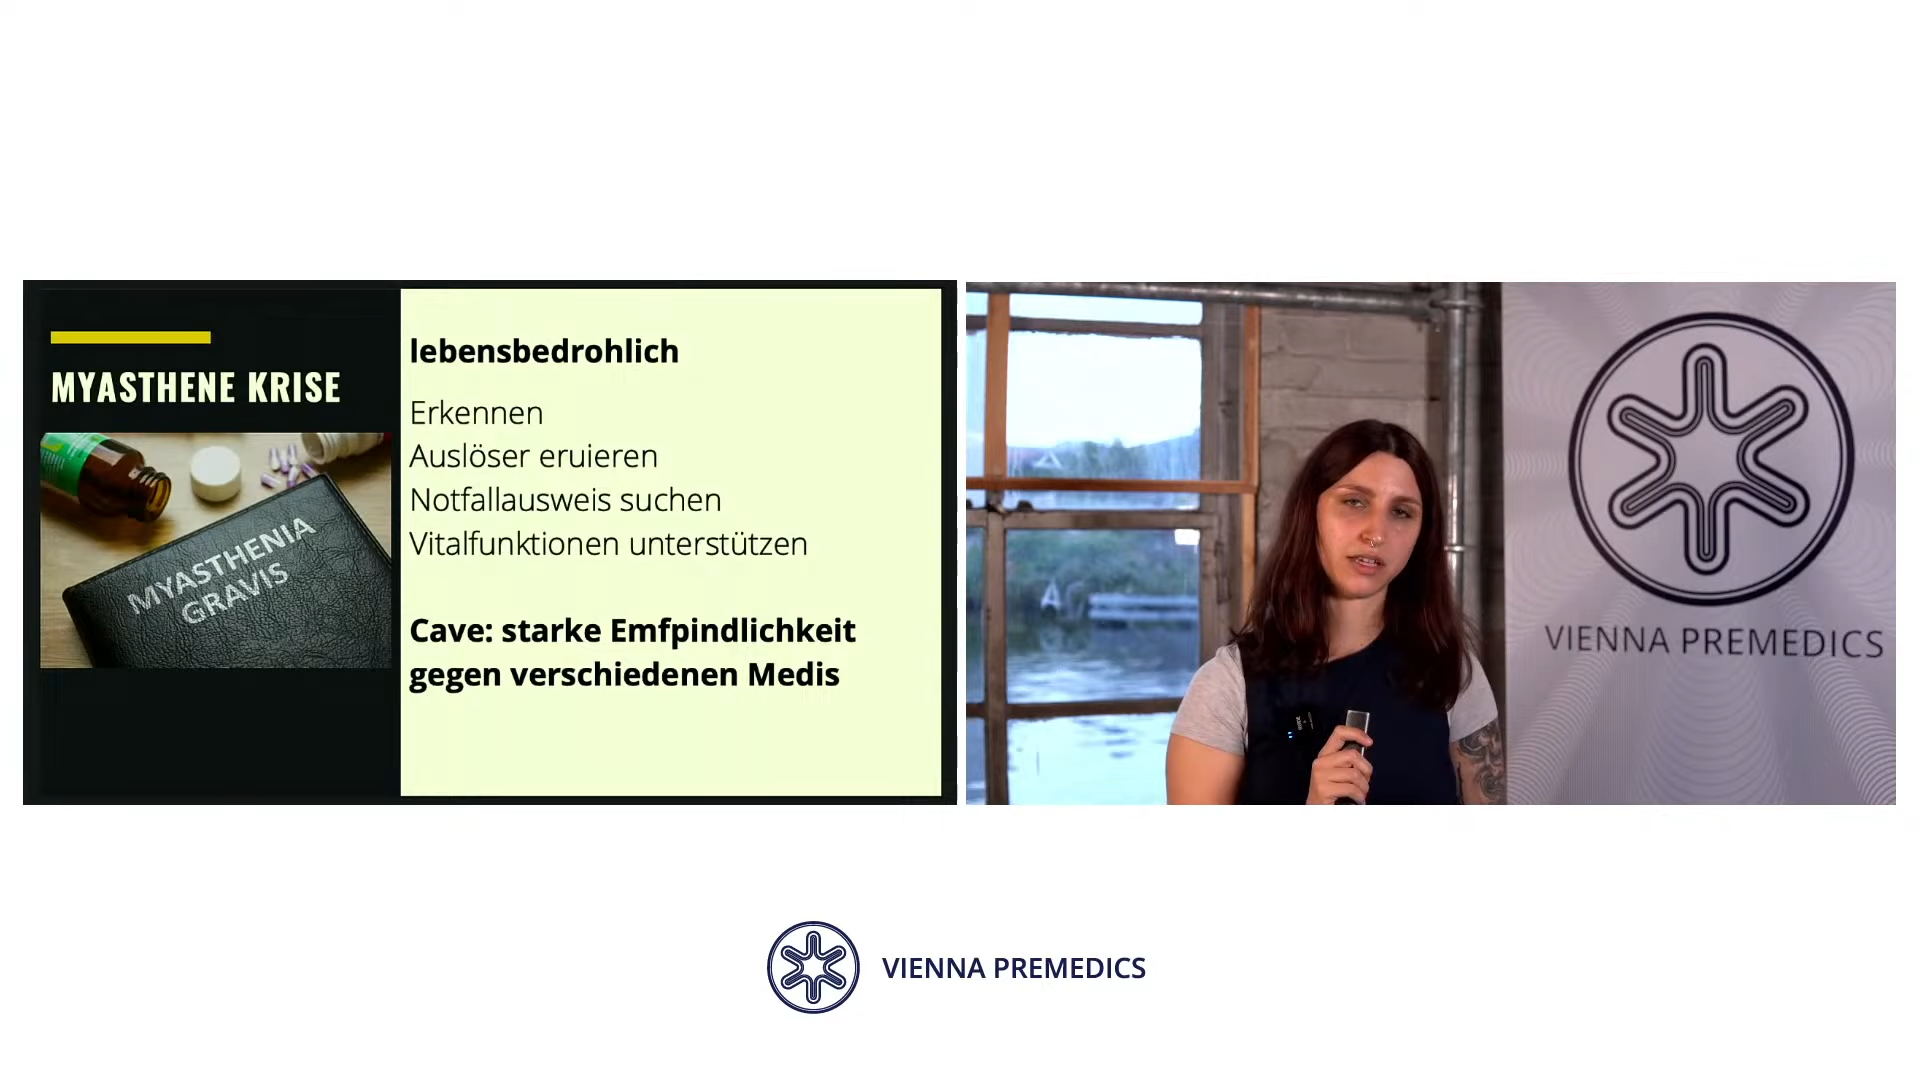 MYASTHENE KRISE
MYASTHENIA
GRAVIS
lebensbedrohlich
Erkennen
Auslöser eruieren
Notfallausweis suchen
Vitalfunktionen unterstützen
Cave: starke Emfpindlichkeit
gegen verschiedenen Medis
VIENNA PREMEDICS
VIENNA PREMEDICS